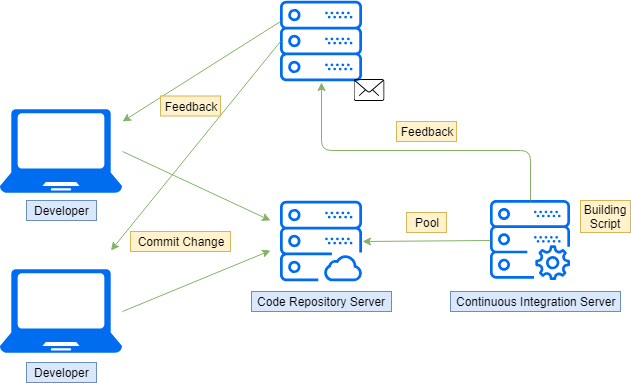 Feedback
Feedback
Developer
Building
Script
Pool
Commit Change
Code Repository Server
Continuous Integration Server
Developer